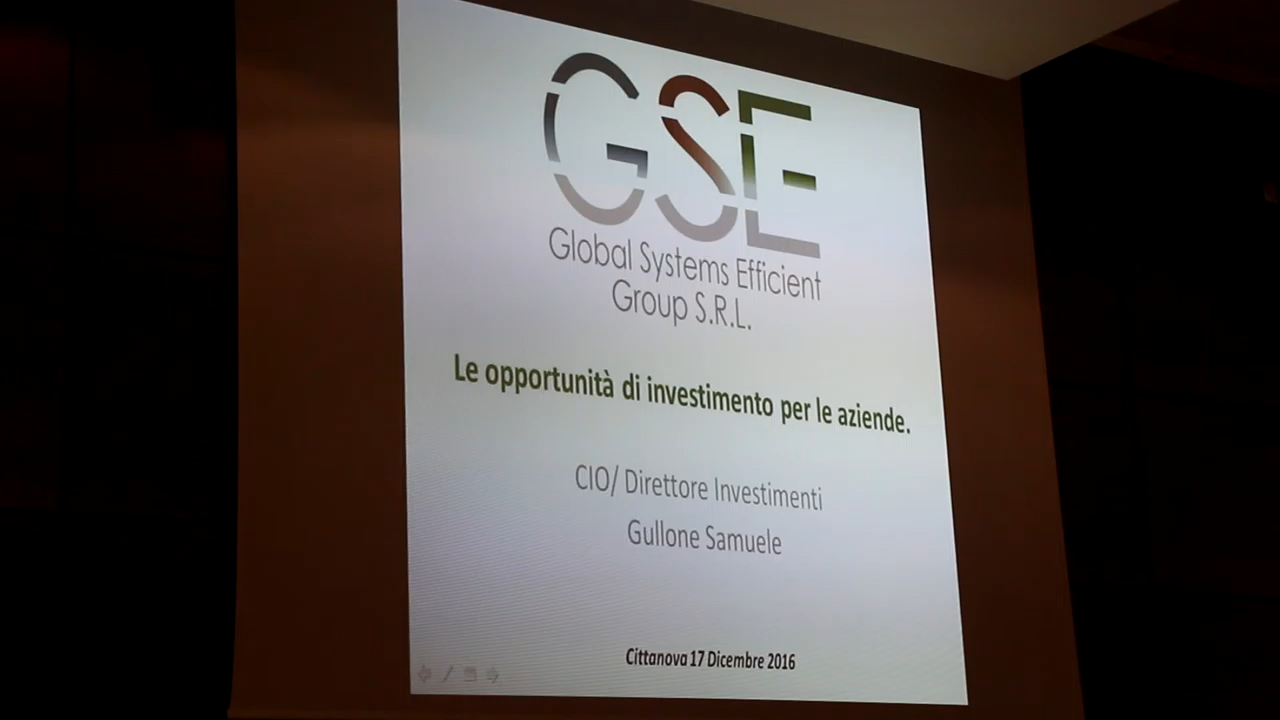 GSE
Global Systems Efficient
Group S.R.L.
Le opportunità di investimento per le aziende.
CIO/ Direttore Investimenti
Gullone Samuele
Cittanova 17 Dicembre 2016